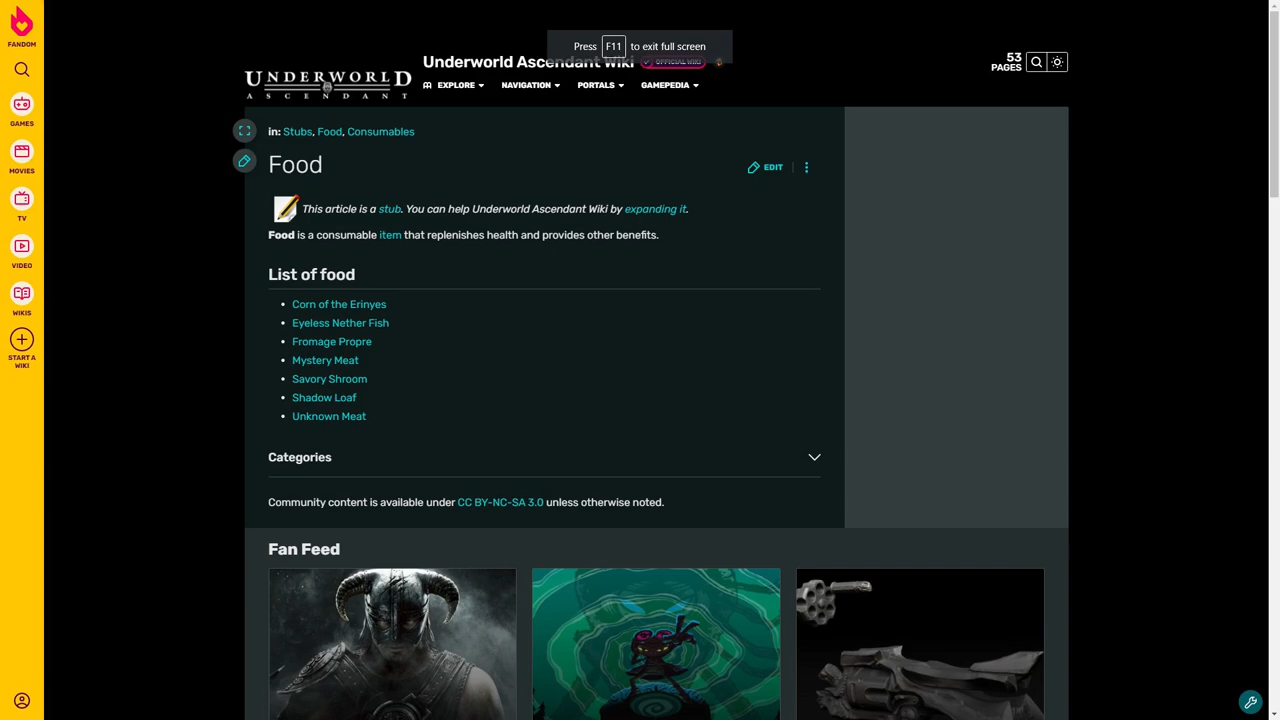 FANDOM
GAMES
MOVIES
TV
VIDEO
WIKIS
START A
WIKI
Press F11 to exit full screen
UNDERWORLD
ASCENDANT
Underworld Ascendant Wiki
OFFICIAL WIKI
EXPLORE NAVIGATION PORTALS GAMEPEDIA
53
PAGES
in: Stubs, Food, Consumables
Food
EDIT
This article is a stub. You can help Underworld Ascendant Wiki by expanding it.
Food is a consumable item that replenishes health and provides other benefits.
List of food
• Corn of the Erinyes
• Eyeless Nether Fish
• Fromage Propre
• Mystery Meat
• Savory Shroom
• Shadow Loaf
• Unknown Meat
Categories
Community content is available under CC BY-NC-SA 3.0 unless otherwise noted.
Fan Feed